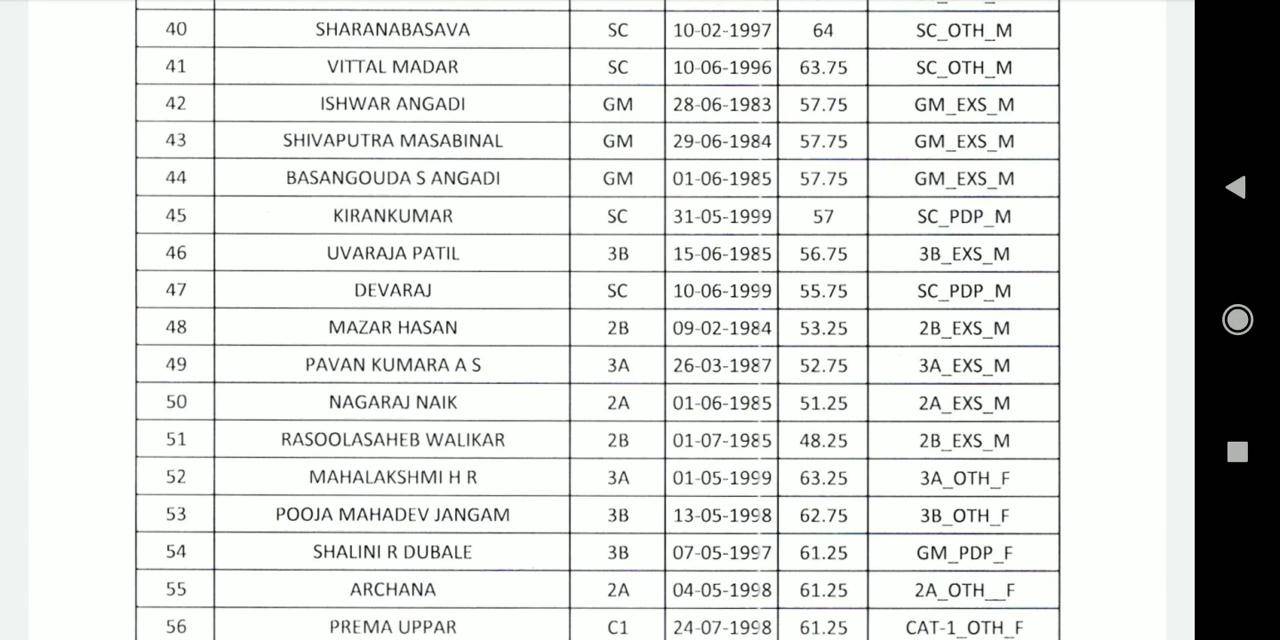 40 SHARANABASAVA SC 10-02-1997 64 SC_OTH_M
41 VITTAL MADAR SC 10-06-1996 63.75 SC_OTH_M
42 ISHWAR ANGADI GM 28-06-1983 57.75 GM_EXS_M
43 SHIVAPUTRA MASABINAL GM 29-06-1984 57.75 GM_EXS_M
44 BASANGOUDA S ANGADI GM 01-06-1985 57.75 GM_EXS_M
45 KIRANKUMAR SC 31-05-1999 57 SC_PDP_M
46 UVARAJA PATIL 3B 15-06-1985 56.75 3B_EXS_M
47 DEVARAJ SC 10-06-1999 55.75 SC_PDP_M
48 MAZAR HASAN 2B 09-02-1984 53.25 2B_EXS_M
49 PAVAN KUMARA A S 3A 26-03-1987 52.75 3A_EXS_M
50 NAGARAJ NAIK 2A 01-06-1985 51.25 2A_EXS_M
51 RASOOLASAHEB WALIKAR 2B 01-07-1985 48.25 2B_EXS_M
52 MAHALAKSHMI H R 3A 01-05-1999 63.25 3A_OTH_F
53 POOJA MAHADEV JANGAM 3B 13-05-1998 62.75 3B_OTH_F
54 SHALINI R DUBALE 3B 07-05-1997 61.25 GM_PDP_F
55 ARCHANA 2A 04-05-1998 61.25 2A_OTH__F
56 PREMA UPPAR C1 24-07-1998 61.25 CAT-1_OTH_F